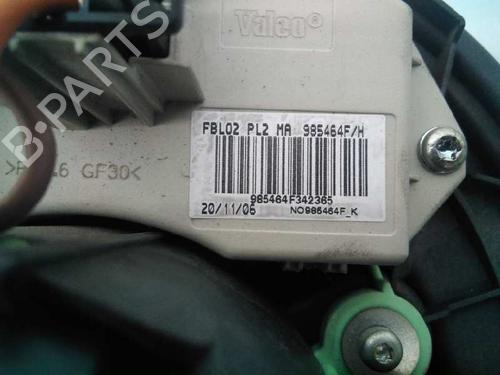 Valeo®
FBL02 PL2 MA 985464F/H
985464F342365
20/11/06 NO985464F_K
GF30<
B-PARTS